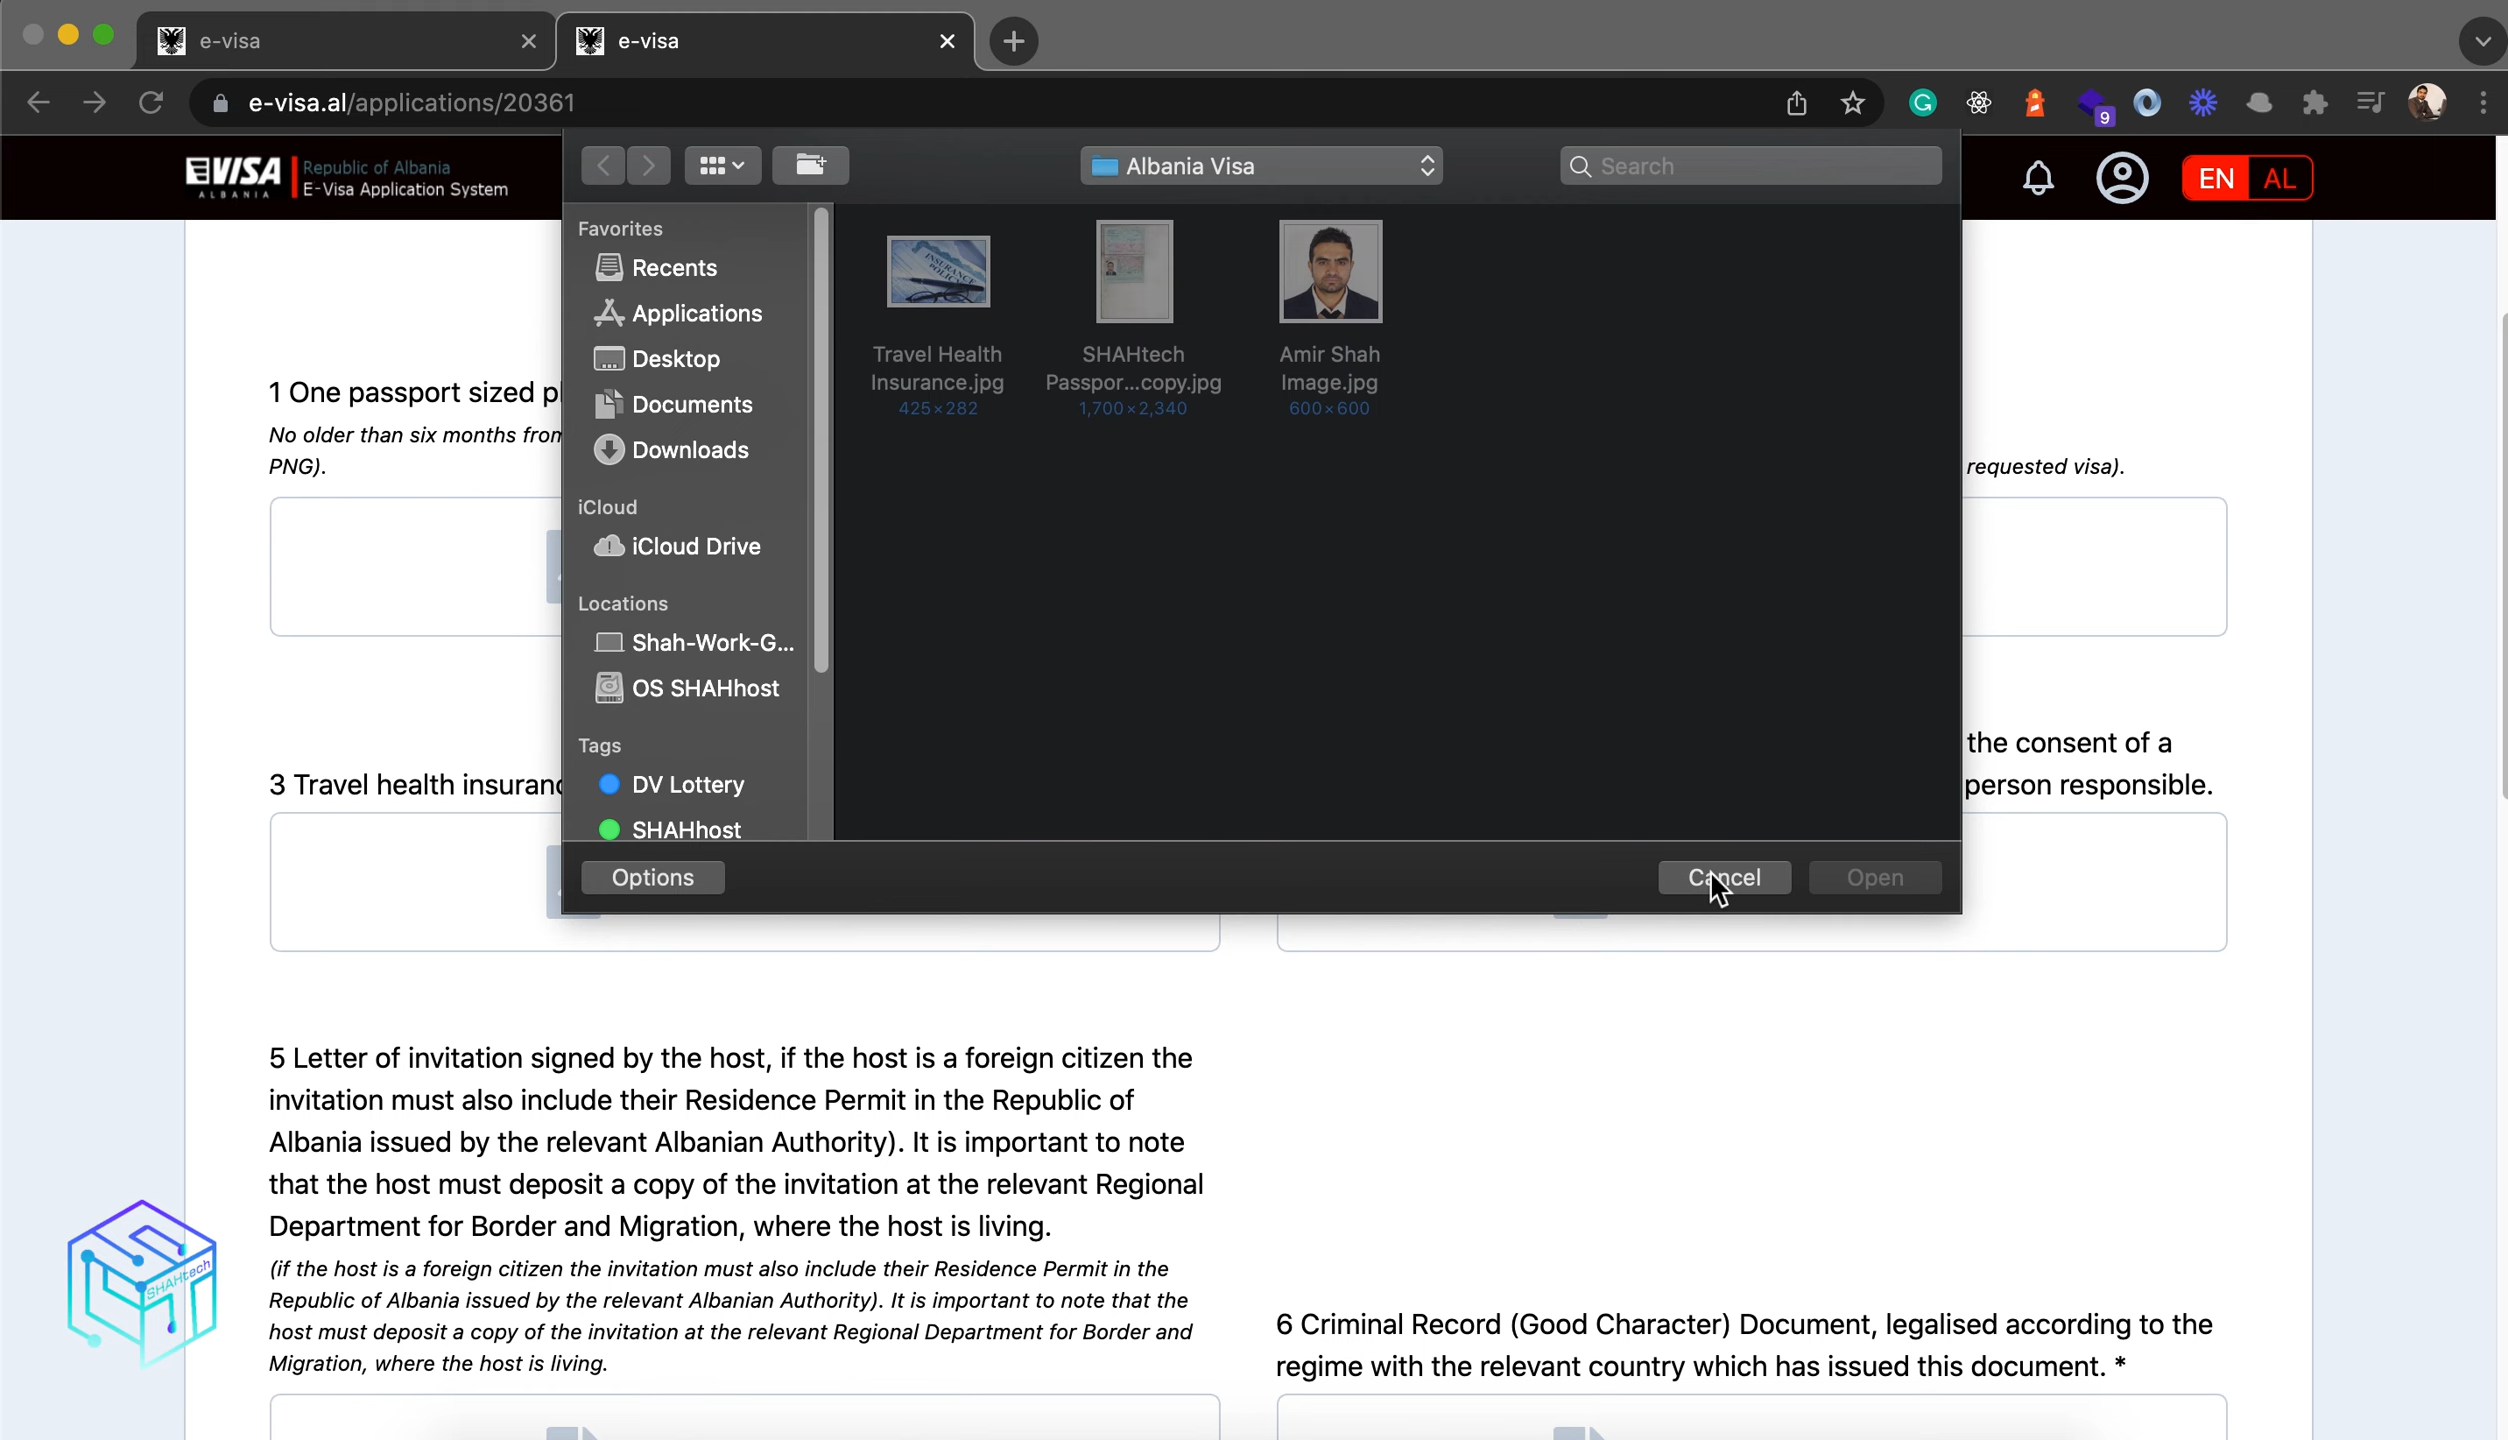 e-visa
e-visa
e-visa.al/applications/20361
9
VISA
ALBANIA
Republic of Albania
E-Visa Application System
Albania Visa
Search
EN AL
Favorites
Recents
Applications
Desktop
Documents
Downloads
iCloud
iCloud Drive
Locations
Shah-Work-G...
OS SHAHhost
Tags
DV Lottery
SHAHhost
INSURANCE
POLICY
Travel Health
Insurance.jpg
425×282
SHAHtech
Passpor...copy.jpg
1,700×2,340
Amir Shah
Image.jpg
600×600
Options
Cancel
Open
1 One passport sized p
No older than six months from
PNG).
requested visa).
3 Travel health insuranc
the consent of a
person responsible.
5 Letter of invitation signed by the host, if the host is a foreign citizen the
invitation must also include their Residence Permit in the Republic of
Albania issued by the relevant Albanian Authority). It is important to note
that the host must deposit a copy of the invitation at the relevant Regional
Department for Border and Migration, where the host is living.
(if the host is a foreign citizen the invitation must also include their Residence Permit in the
Republic of Albania issued by the relevant Albanian Authority). It is important to note that the
host must deposit a copy of the invitation at the relevant Regional Department for Border and
Migration, where the host is living.
6 Criminal Record (Good Character) Document, legalised according to the
regime with the relevant country which has issued this document. *
SHAHtech